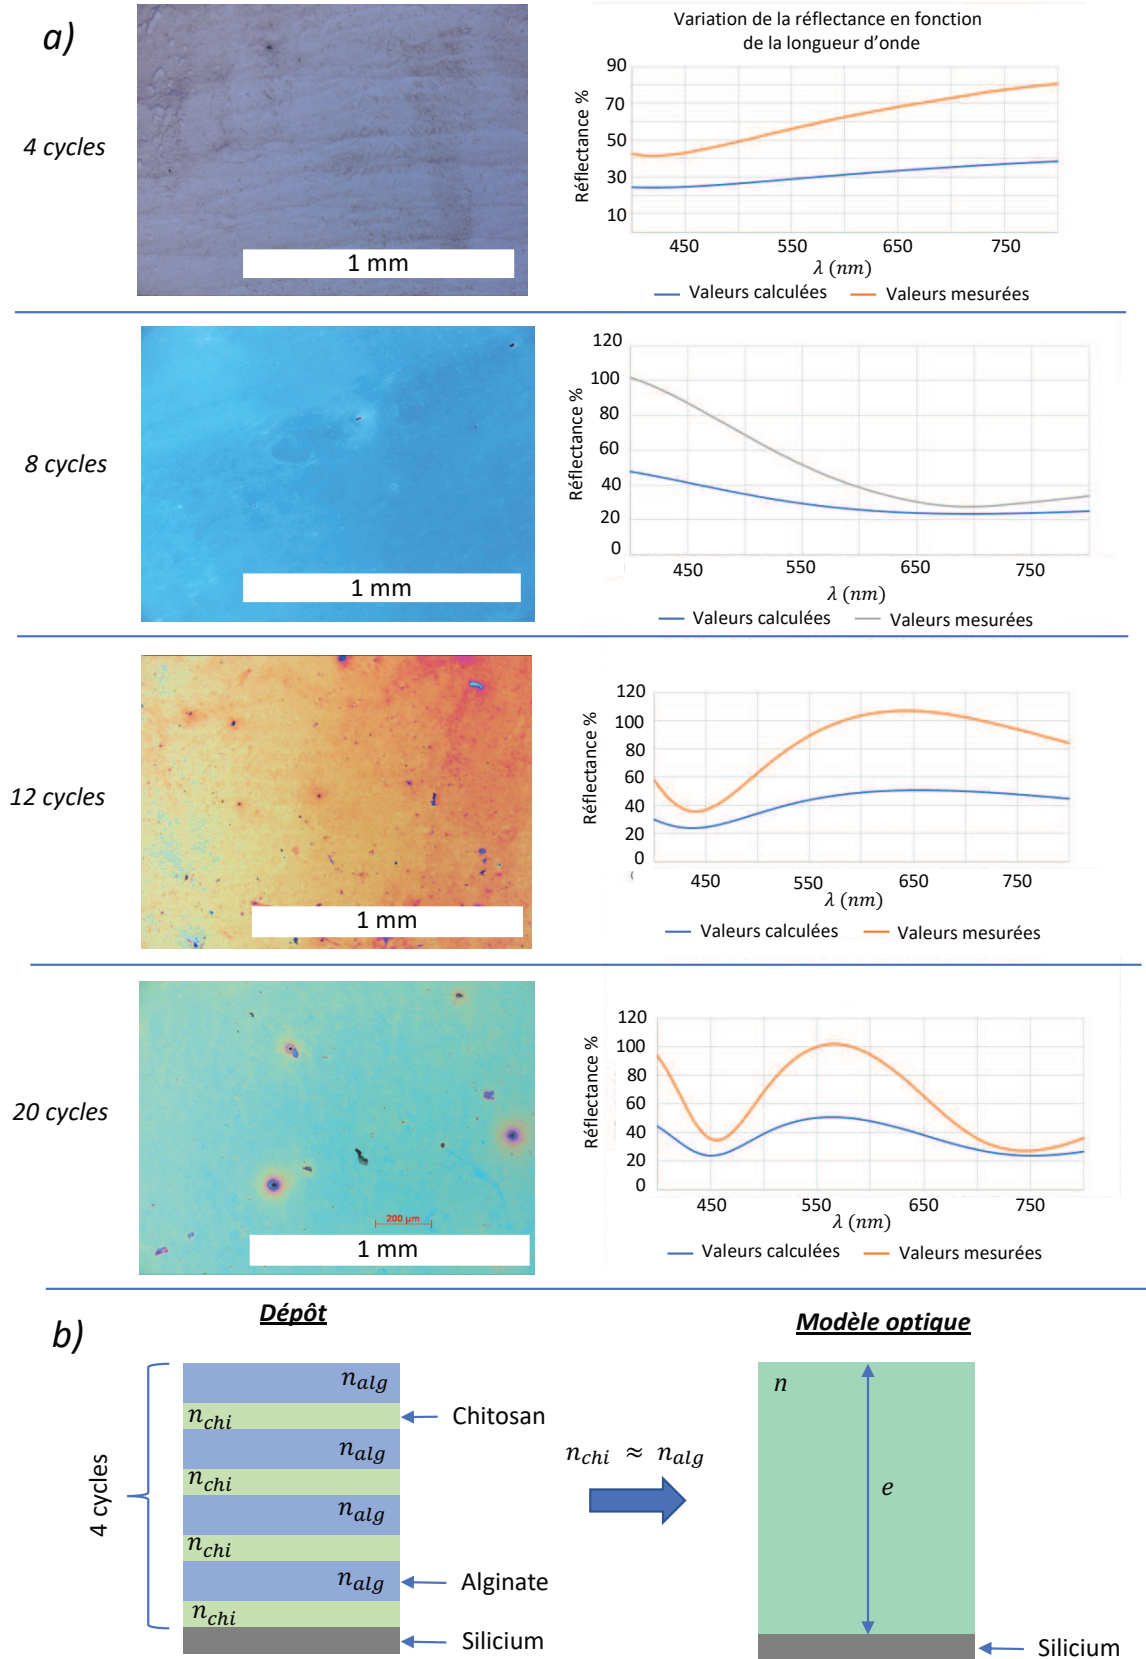 a)
Variation de la réflectance en fonction
de la longueur d'onde
4 cycles
1 mm
Réflectance %
90
70
50
30
10
450 550 650 750
λ (nm)
Valeurs calculées Valeurs mesurées
8 cycles
1 mm
Réflectance %
120
100
80
60
40
20
0
450 550 650 750
λ (nm)
Valeurs calculées Valeurs mesurées
12 cycles
1 mm
Réflectance %
120
100
80
60
40
20
0
450 550 650 750
λ (nm)
Valeurs calculées Valeurs mesurées
20 cycles
200 µm
1 mm
Réflectance %
120
100
80
60
40
20
0
450 550 650 750
λ (nm)
Valeurs calculées Valeurs mesurées
b)
Dépôt
Modèle optique
4 cycles
n_alg
n_chi
Chitosan
n_alg
n_chi
n_alg
n_chi
n_alg
Alginate
n_chi
Silicium
n_chi ≈ n_alg
n
e
Silicium